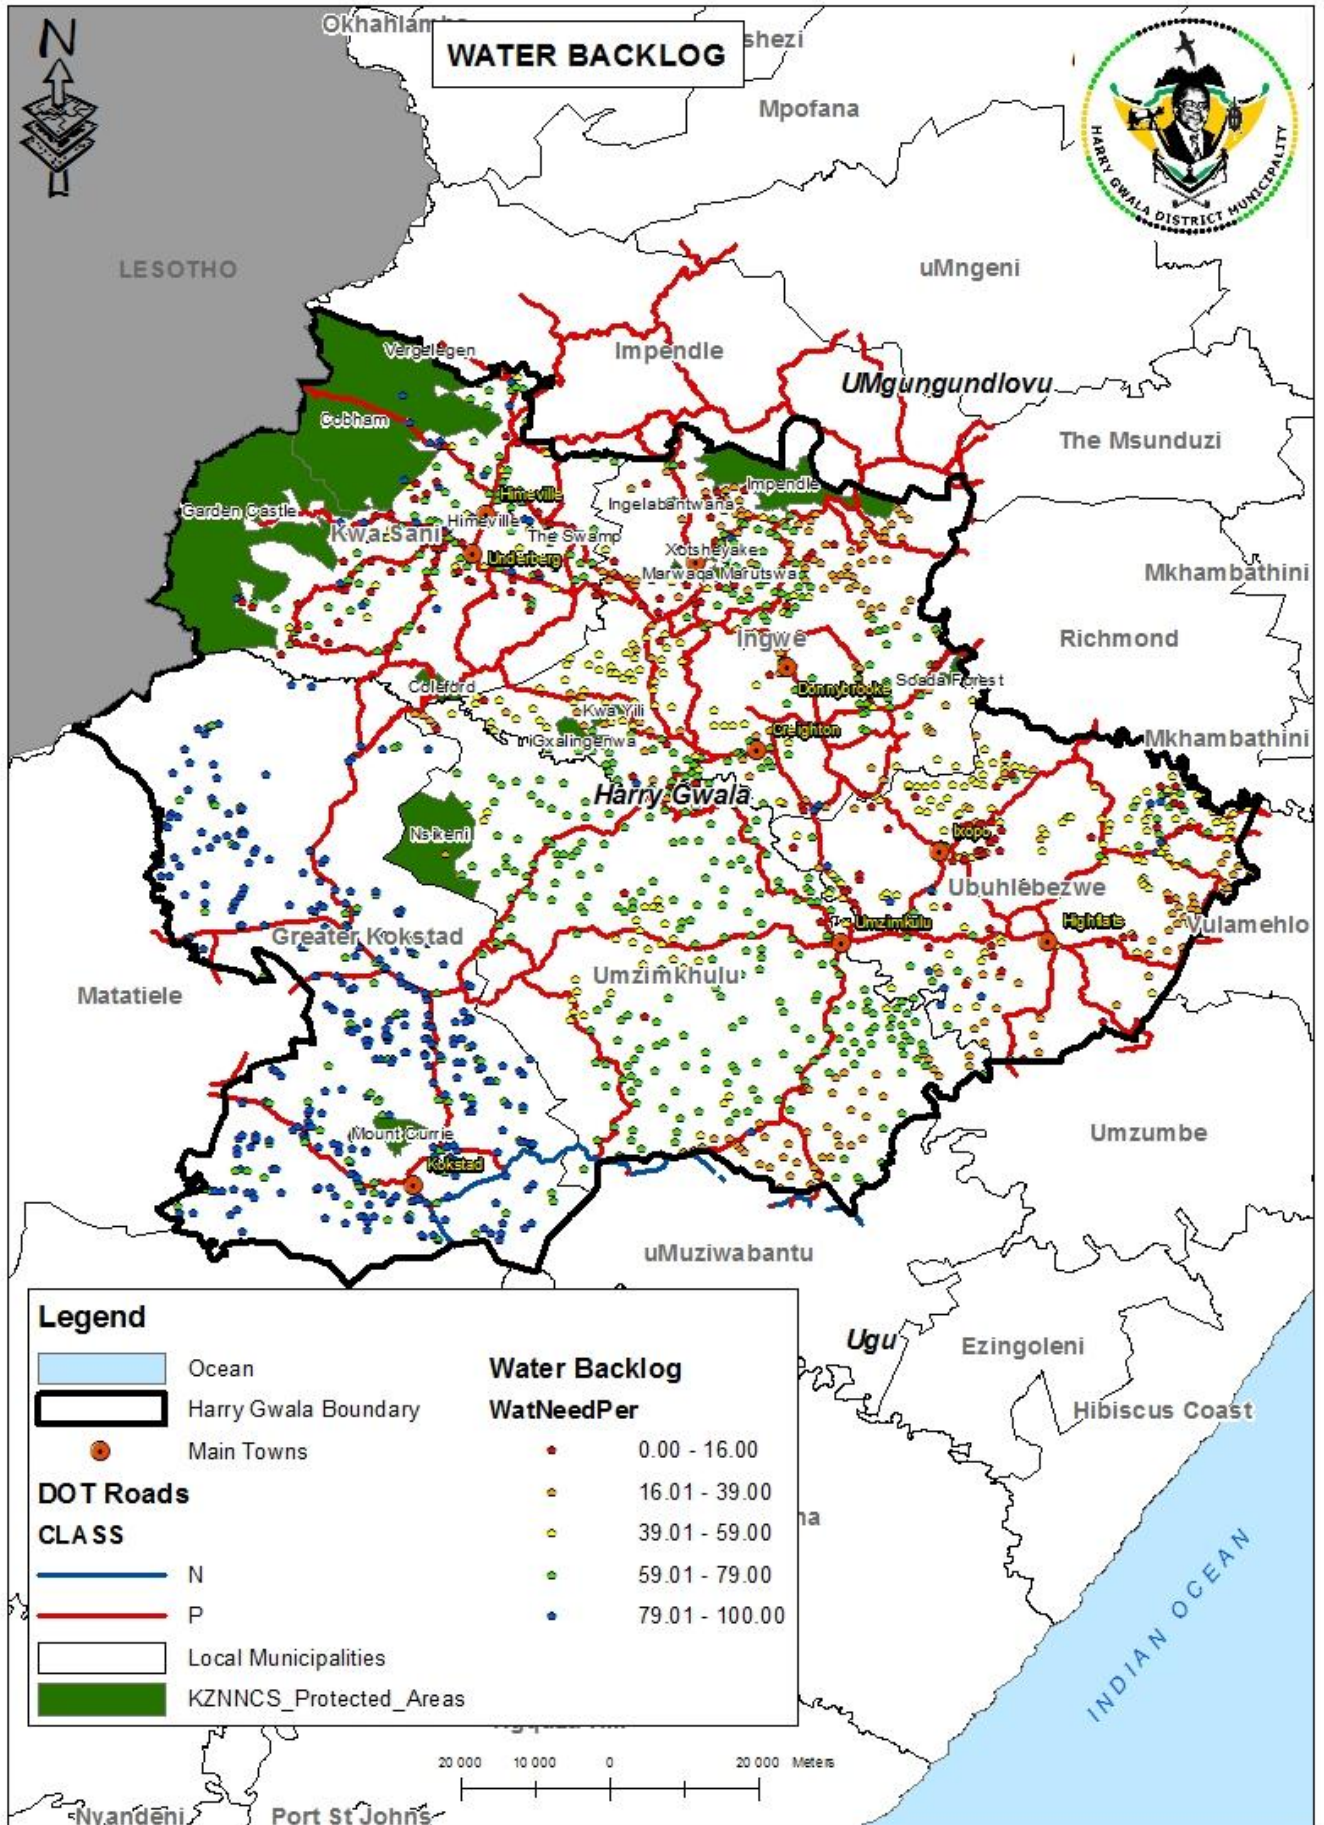 N
WATER BACKLOG
shezi
Mpofana
HARRY GWALA DISTRICT MUNICIPALITY
LESOTHO
uMngeni
Vergelegen
Impendle
UMgungundlovu
Cobham
The Msunduzi
Impendle
Himeville
Ingelabantwana
Garden Castle
Himeville
Kwa Sani
The Swamp
Xotsheyake
Underberg
Marwaqa Marutswa
Mkhambathini
Ingwe
Richmond
Soada Forest
Coleford
Donnybrooke
Kwa Yili
Creighton
iGxalingenwa
Mkhambathini
Harry Gwala
Nsikeni
Ixopo
Ubuhlebezwe
Umzimkulu
Highflats
Vulamehlo
Greater Kokstad
Umzimkhulu
Matatiele
Mount Currie
Umzumbe
Kokstad
uMuziwabantu
Legend
Ocean
Harry Gwala Boundary
Main Towns
DOT Roads
CLASS
N
P
Local Municipalities
KZNNCS_Protected_Areas
Water Backlog
WatNeedPer
0.00 - 16.00
16.01 - 39.00
39.01 - 59.00
59.01 - 79.00
79.01 - 100.00
Ugu
Ezingoleni
Hibiscus Coast
na
INDIAN OCEAN
20 000 10 000 0 20 000 Meters
Nyandeni
Port St Johns